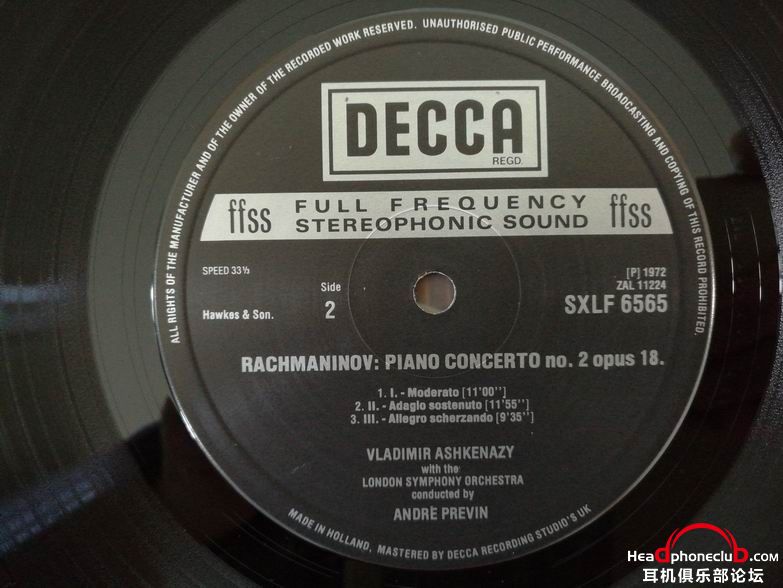 ALL RIGHTS OF THE MANUFACTURER AND OF THE OWNER OF THE RECORDED WORK RESERVED. UNAUTHORISED PUBLIC PERFORMANCE BROADCASTING AND COPYING OF THIS RECORD PROHIBITED.
DECCA
REGD.
ffss FULL FREQUENCY STEREOPHONIC SOUND ffss
SPEED 33⅓
[P] 1972
ZAL 11224
Side
2
SXLF 6565
Hawkes & Son.
RACHMANINOV: PIANO CONCERTO no. 2 opus 18.
1. I. - Moderato [11'00'']
2. II. - Adagio sostenuto [11'55'']
3. III. - Allegro scherzando [9'35'']
VLADIMIR ASHKENAZY
with the
LONDON SYMPHONY ORCHESTRA
conducted by
ANDRÈ PREVIN
MADE IN HOLLAND, MASTERED BY DECCA RECORDING STUDIO'S UK
HeadphoneclubD.com
耳机俱乐部论坛